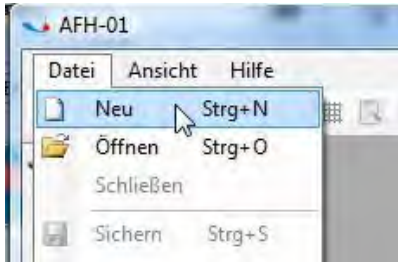 AFH-01
Datei Ansicht Hilfe
Neu Strg+N
Öffnen Strg+O
Schließen
Sichern Strg+S